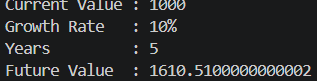 Current Value : 1000
Growth Rate   : 10%
Years         : 5
Future Value  : 1610.5100000000002